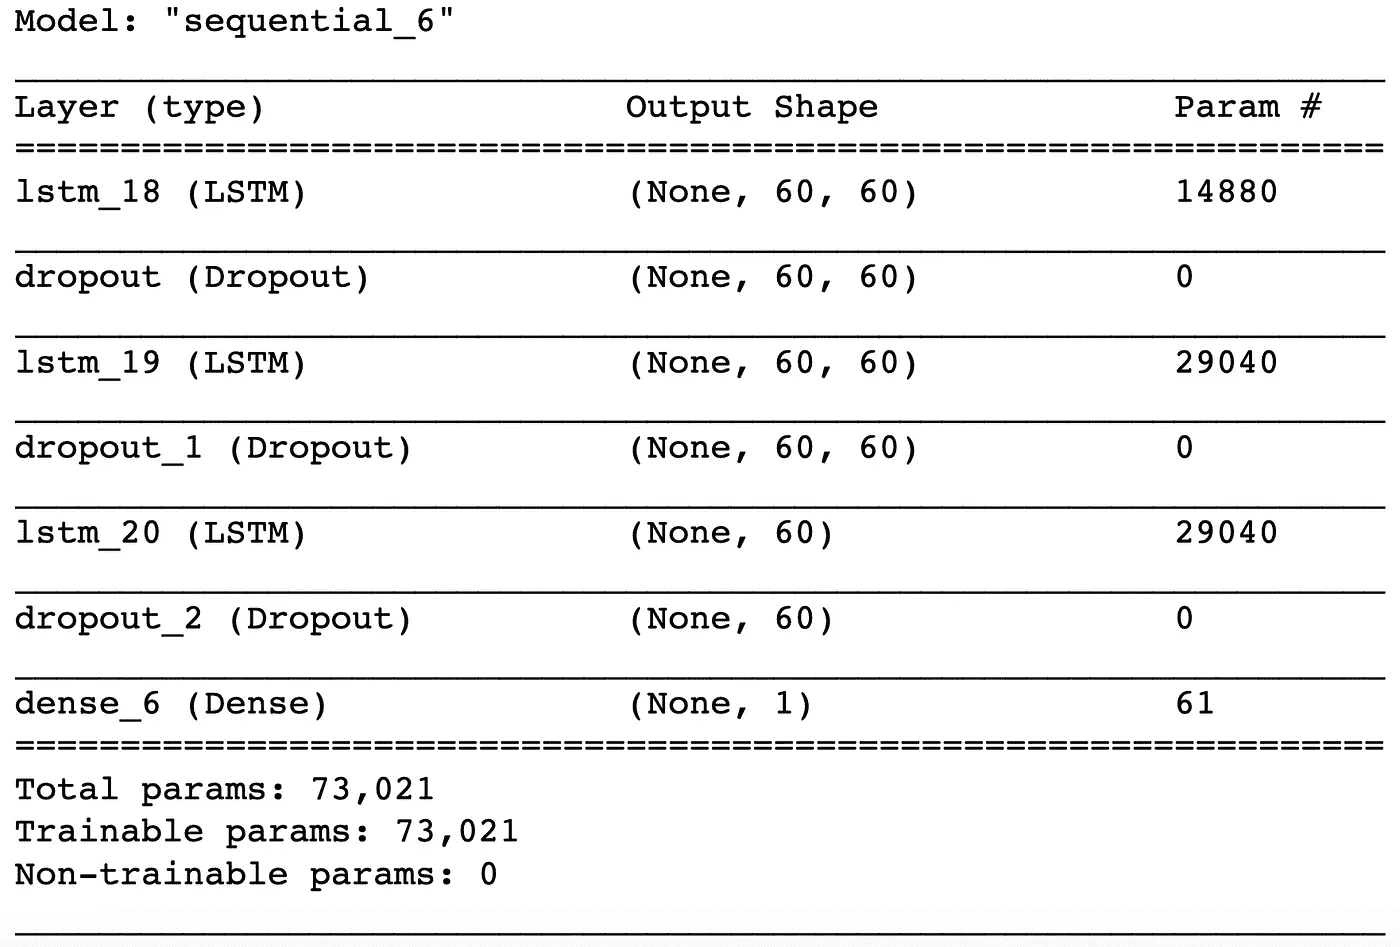 Model: "sequential_6"
Layer (type) Output Shape Param #
lstm_18 (LSTM) (None, 60, 60) 14880
dropout (Dropout) (None, 60, 60) 0
lstm_19 (LSTM) (None, 60, 60) 29040
dropout_1 (Dropout) (None, 60, 60) 0
lstm_20 (LSTM) (None, 60) 29040
dropout_2 (Dropout) (None, 60) 0
dense_6 (Dense) (None, 1) 61
Total params: 73,021
Trainable params: 73,021
Non-trainable params: 0